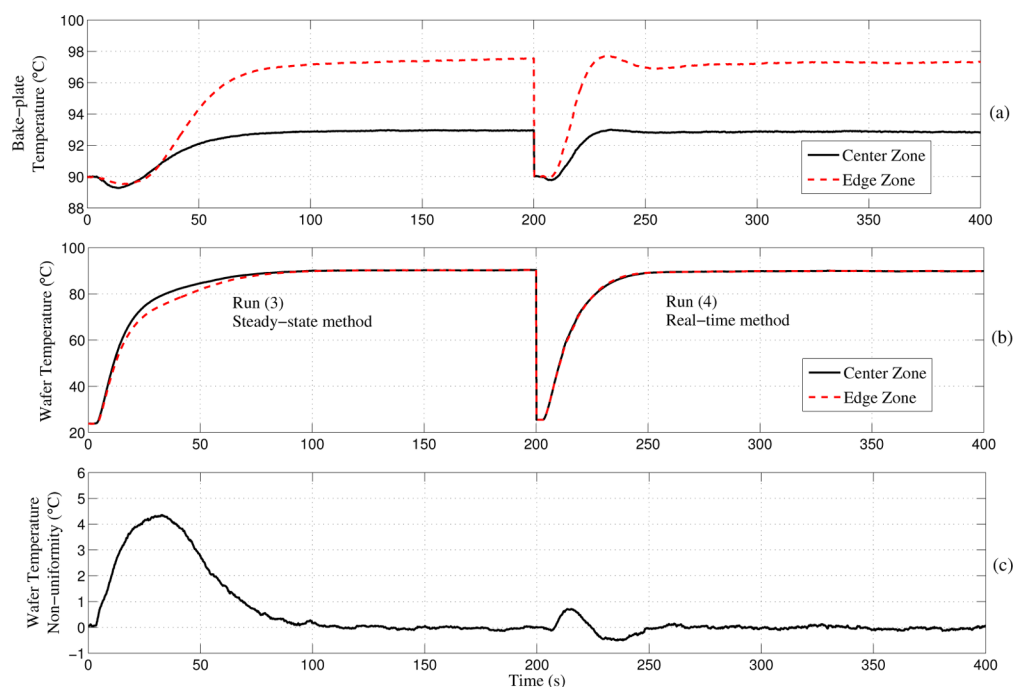 100
98
96
94
92
90
88
Bake-plate
Temperature (°C)
0 50 100 150 200 250 300 350 400
Center Zone
Edge Zone
(a)
100
80
60
40
20
Wafer Temperature (°C)
0 50 100 150 200 250 300 350 400
Run (3)
Steady-state method
Run (4)
Real-time method
Center Zone
Edge Zone
(b)
6
5
4
3
2
1
0
-1
Wafer Temperature
Non-uniformity (°C)
0 50 100 150 200 250 300 350 400
Time (s)
(c)